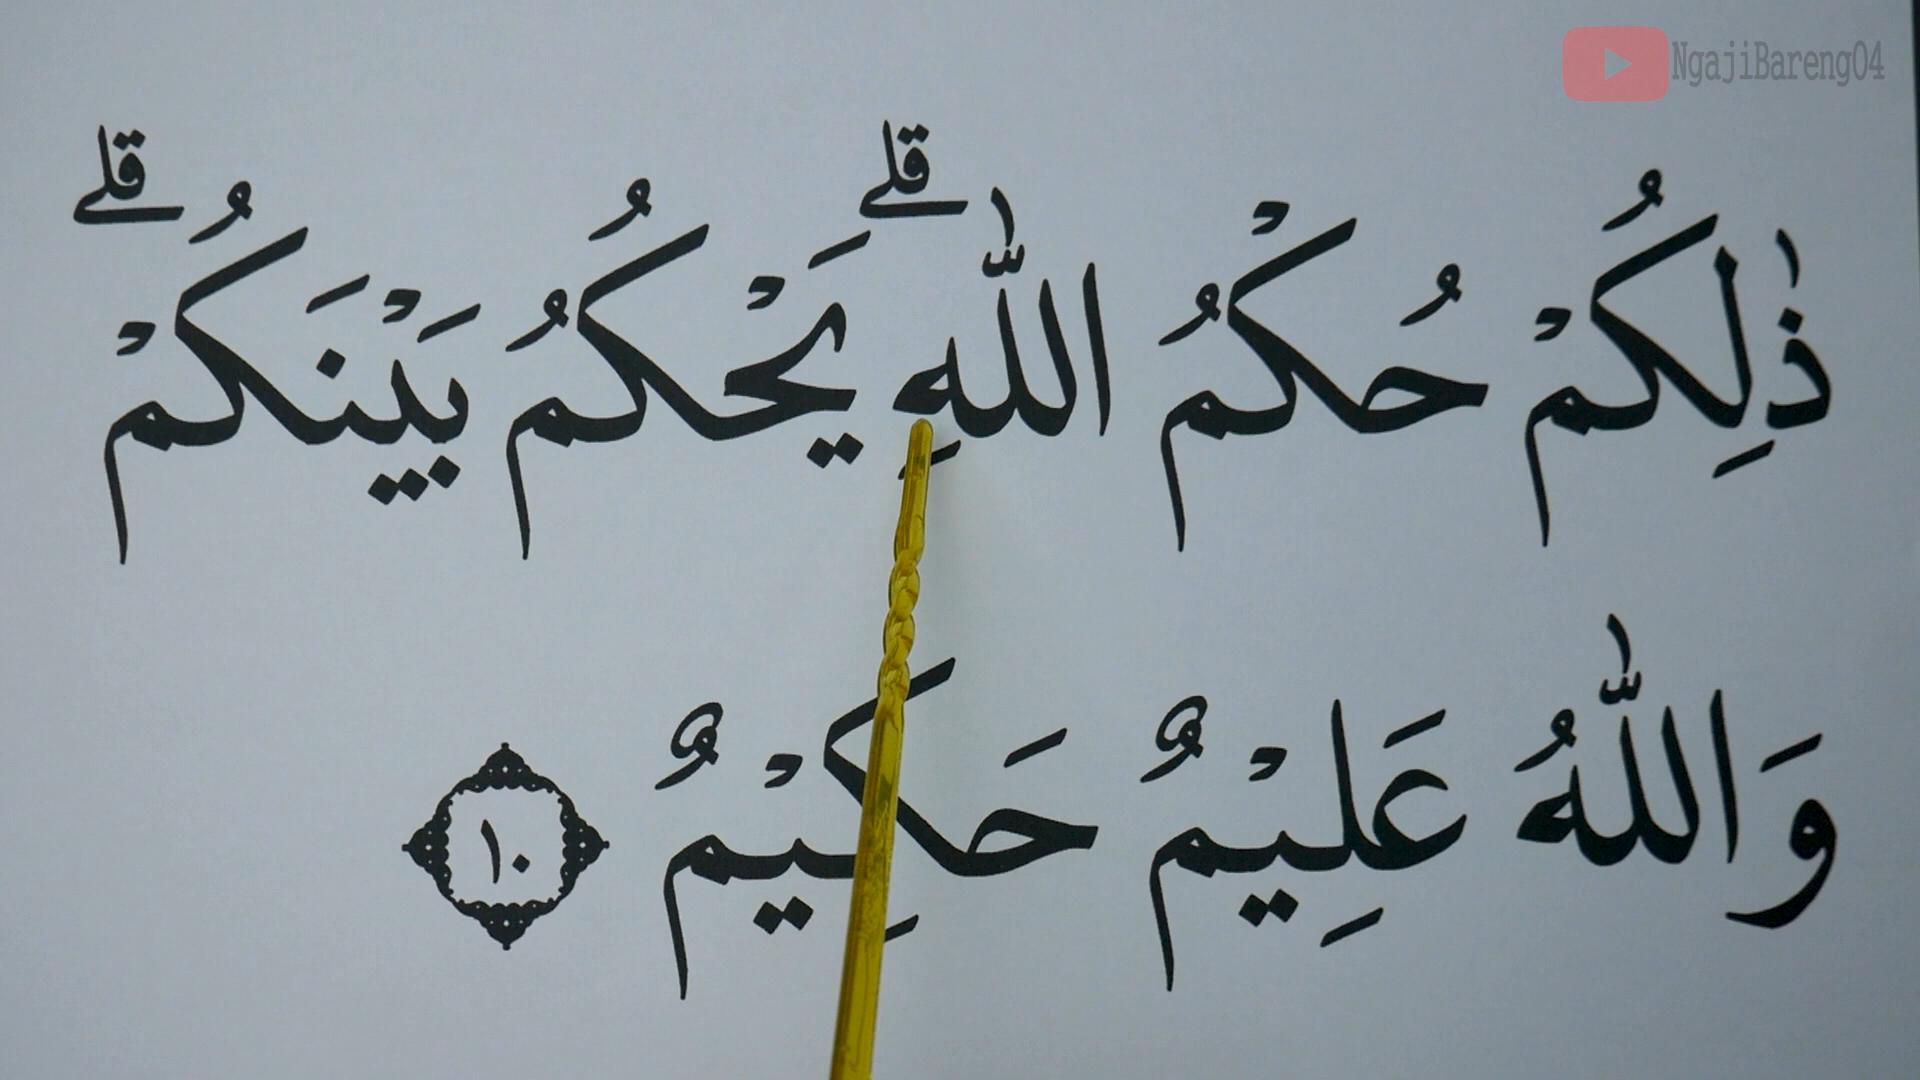 NgajiBareng04
ذٰلِكُمْ حُكْمُ اللّٰهِ ۗ يَحْكُمُ بَيْنَكُمْ ۗ
وَاللّٰهُ عَلِيْمٌ حَكِيْمٌ ١٠